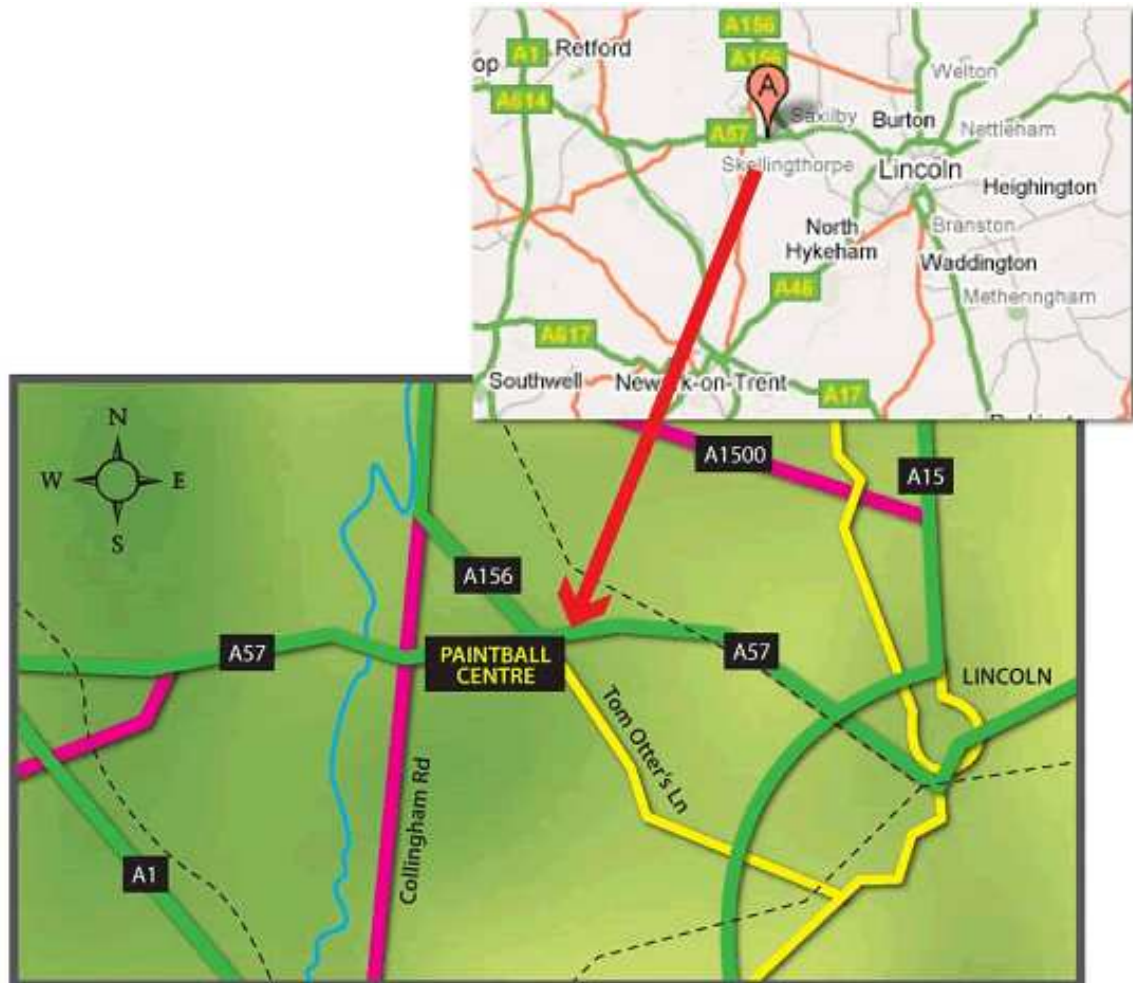 A156
A1
Retford
op
A156
Welton
A614
A
Saxilby
Burton
A57
Nettleham
Skellingthorpe
Lincoln
Heighington
North
Hykeham
Branston
Waddington
A46
Metheringham
A617
Southwell
Newark-on-Trent
A17
N
W
E
S
A1500
A15
A156
A57
PAINTBALL
CENTRE
A57
LINCOLN
Tom Otter's Ln
Collingham Rd
A1